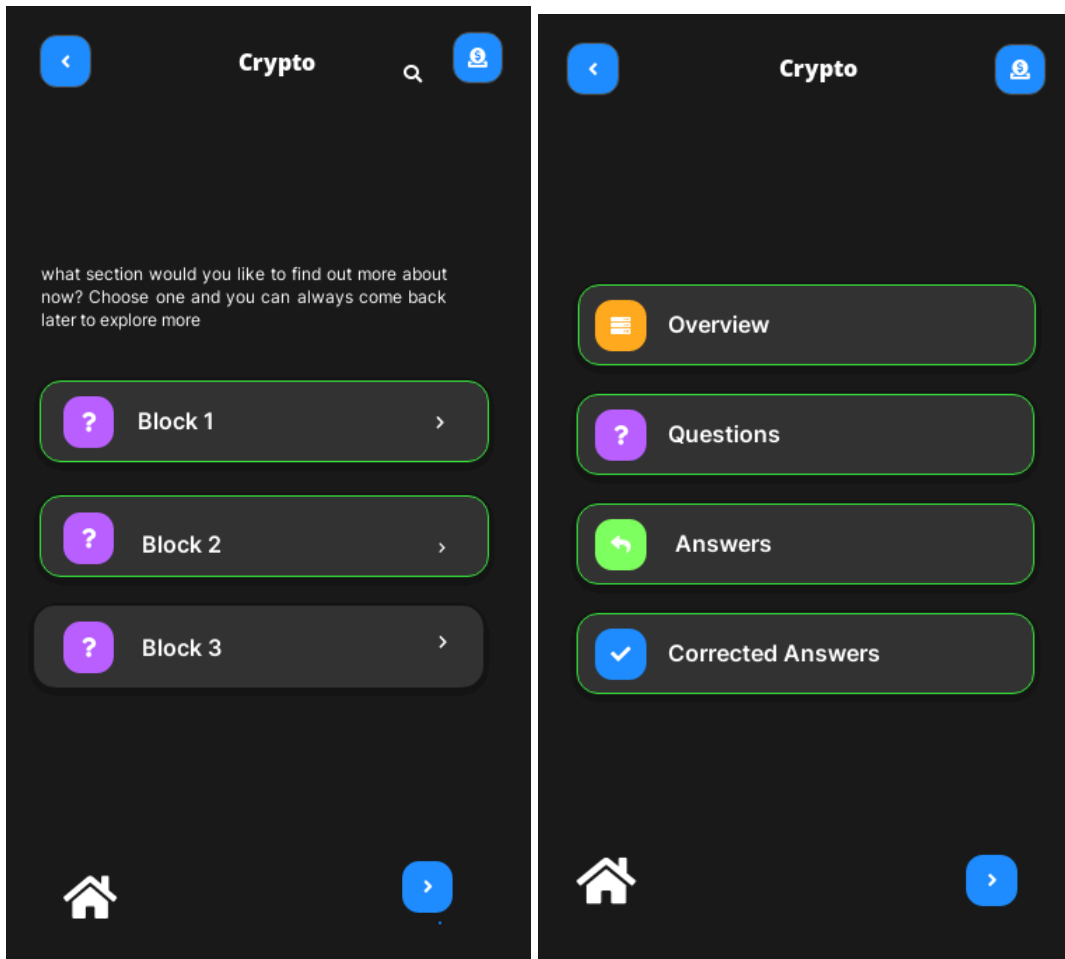 Crypto
what section would you like to find out more about
now? Choose one and you can always come back
later to explore more
? Block 1
? Block 2
? Block 3
Crypto
Overview
? Questions
Answers
Corrected Answers